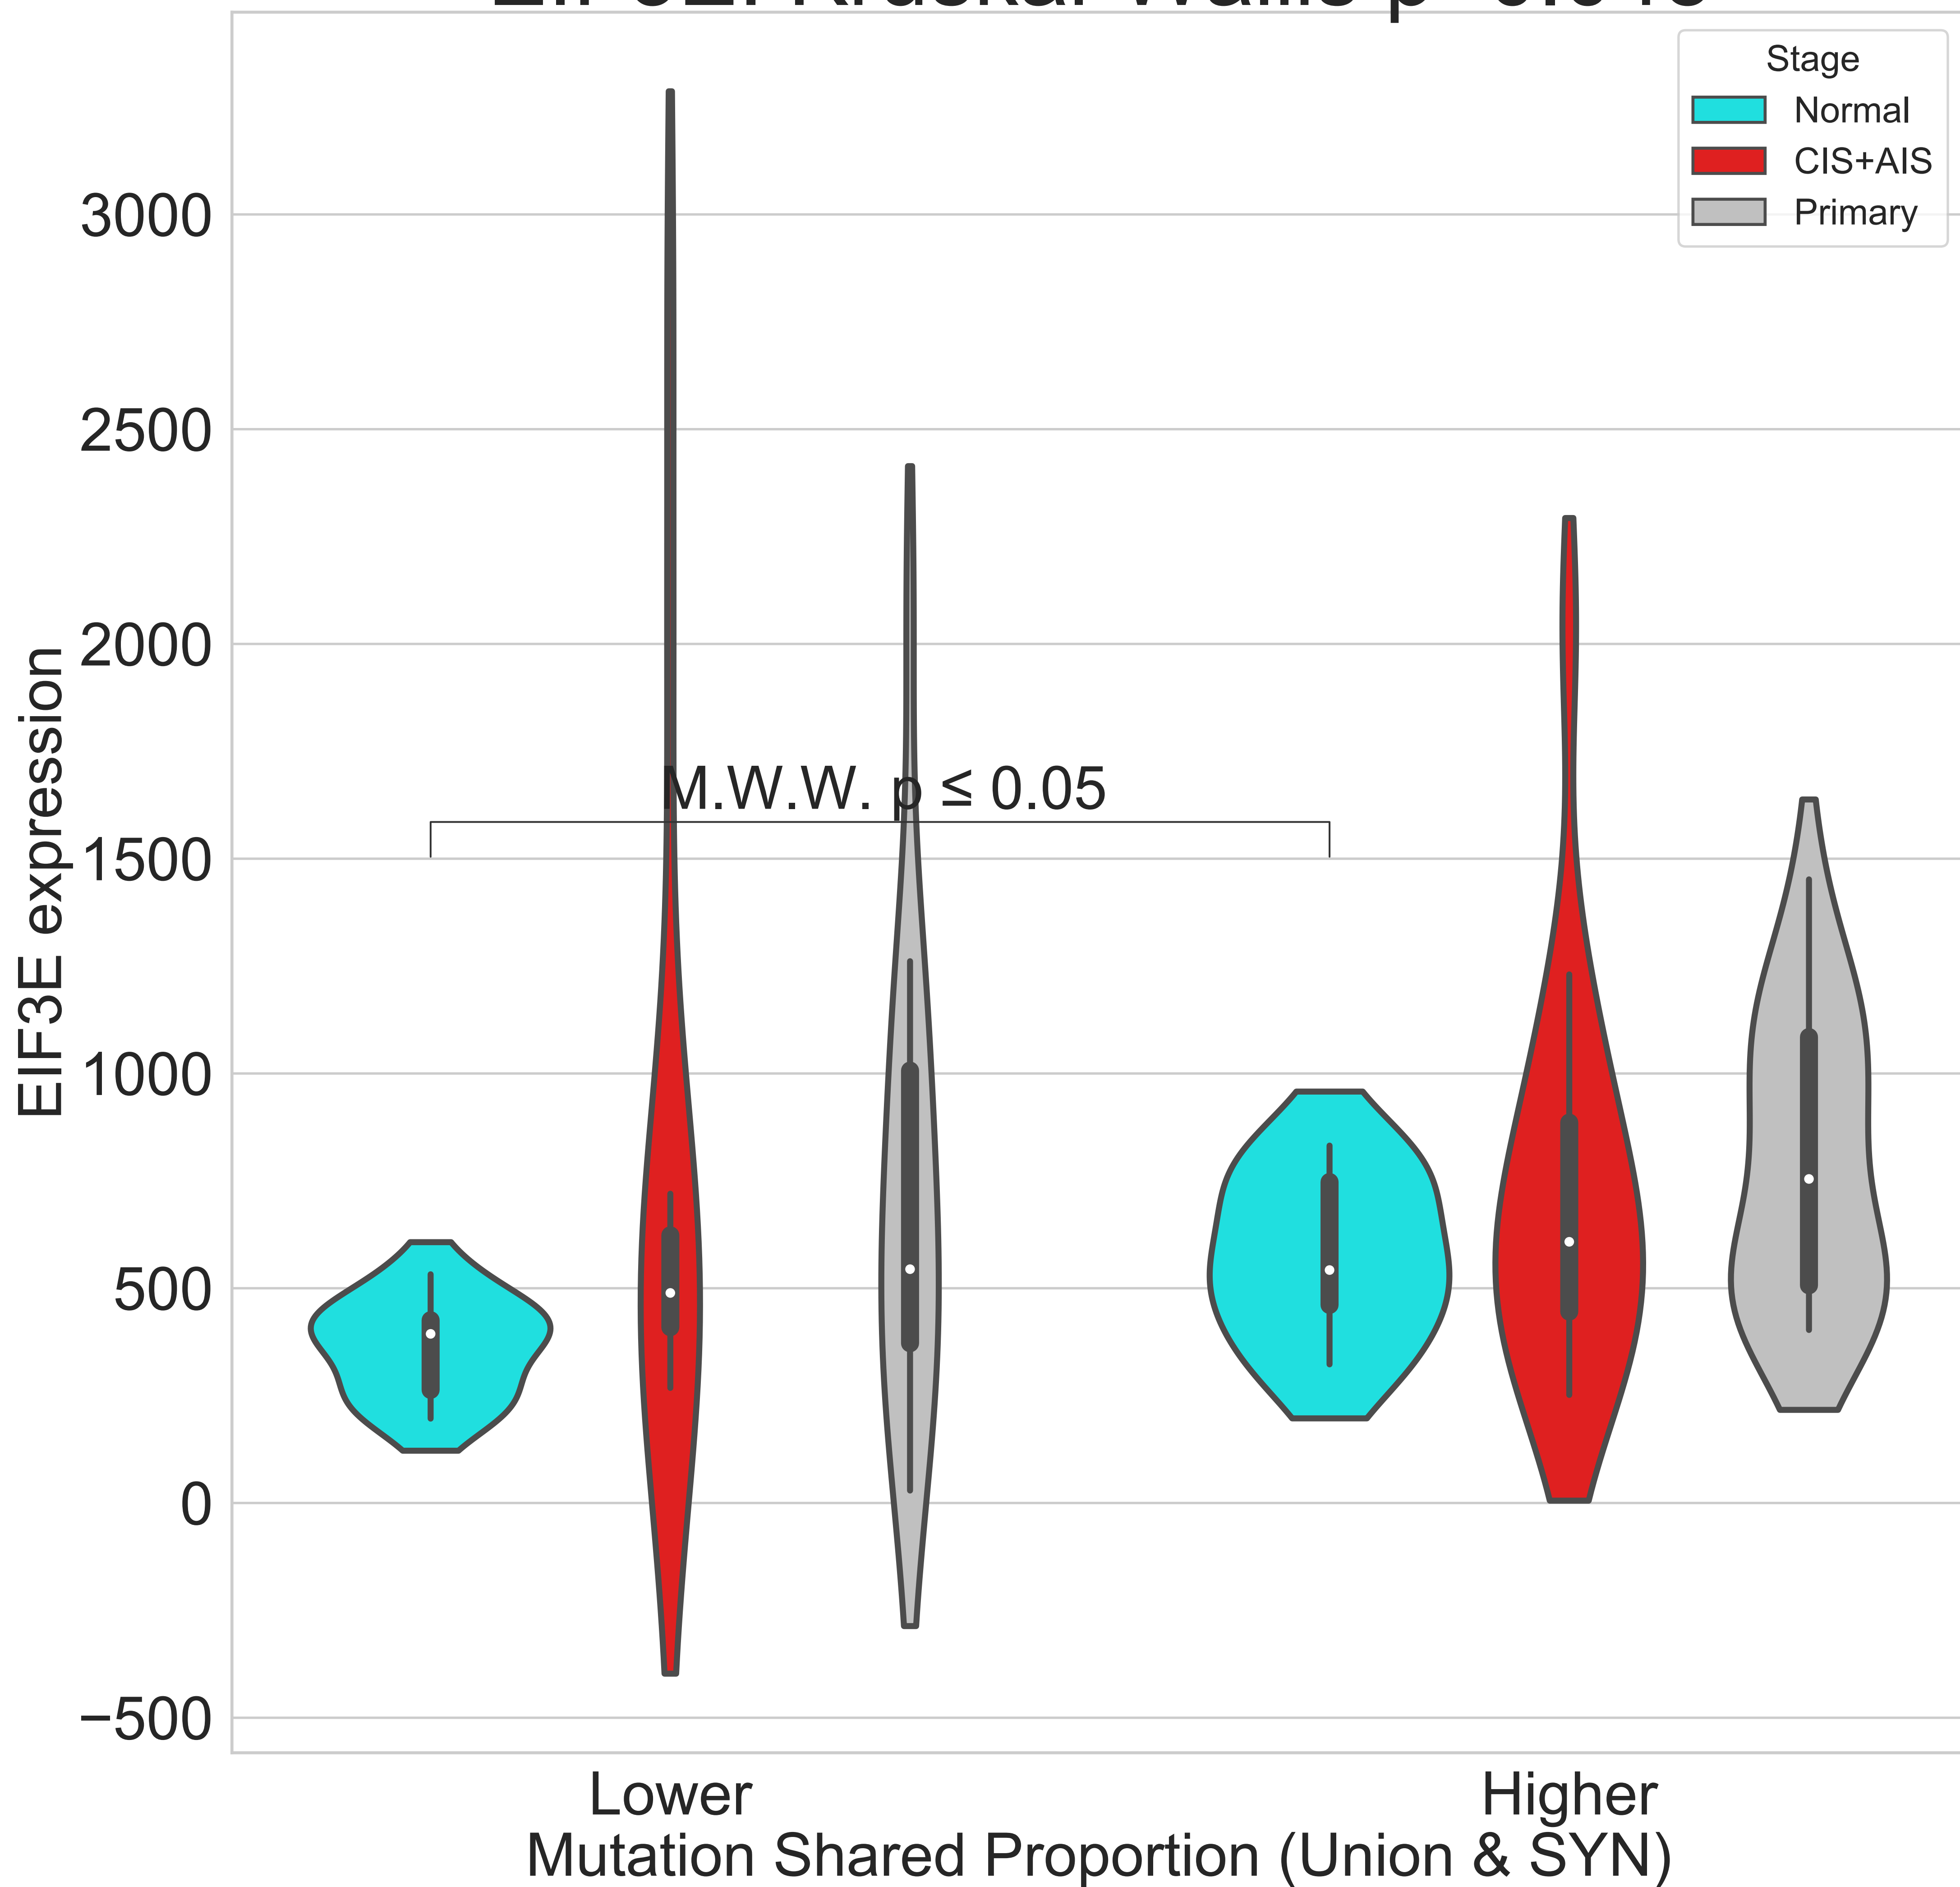 Stage
Normal
CIS+AIS
Primary
3000
2500
2000
1500
1000
500
0
−500
EIF3E expression
M.W.W. p ≤ 0.05
Lower
Higher
Mutation Shared Proportion (Union & SYN)